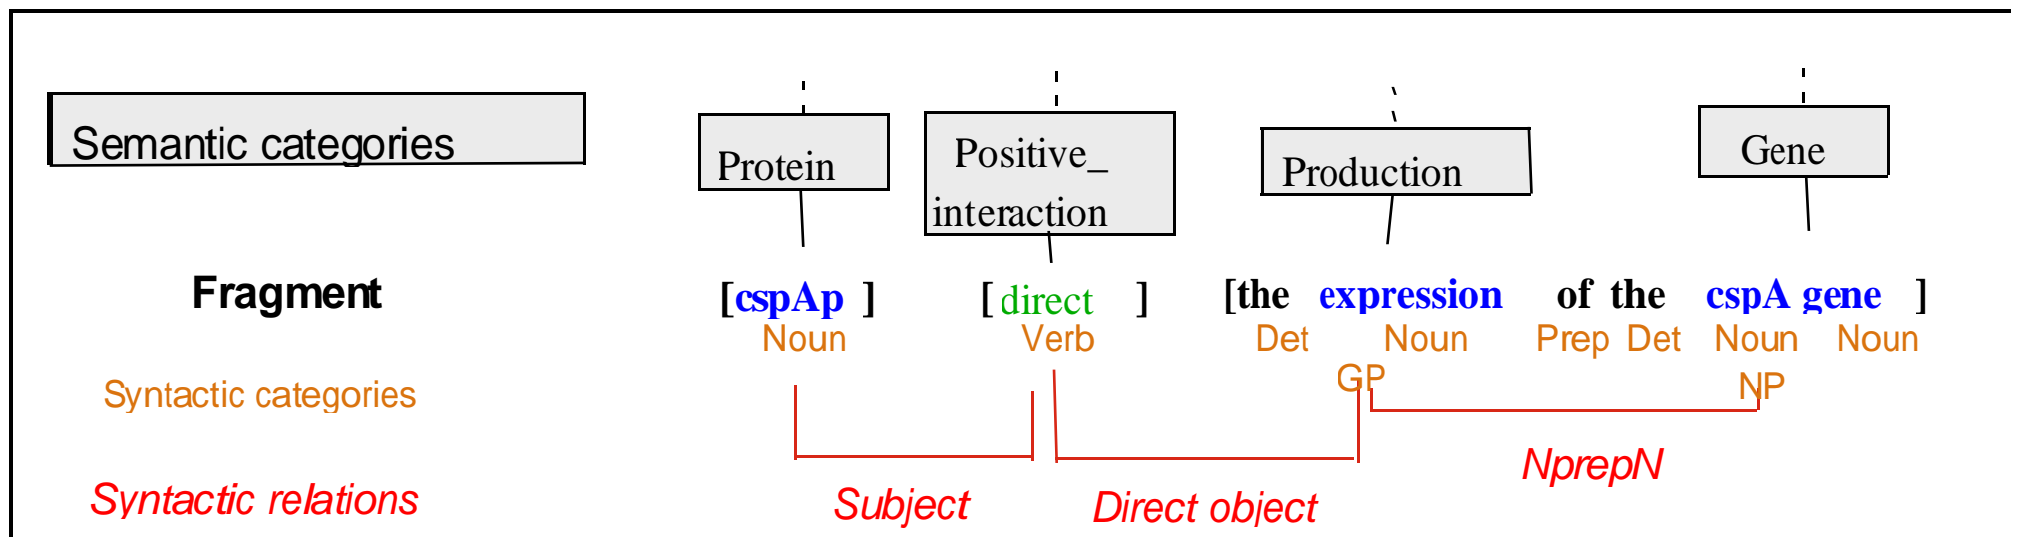 Semantic categories
Protein
Positive_
interaction
Production
Gene
Fragment [cspAp ] [ direct ] [the expression of the cspA gene ]
Noun Verb Det Noun Prep Det Noun Noun
Syntactic categories GP NP
Syntactic relations Subject Direct object NprepN